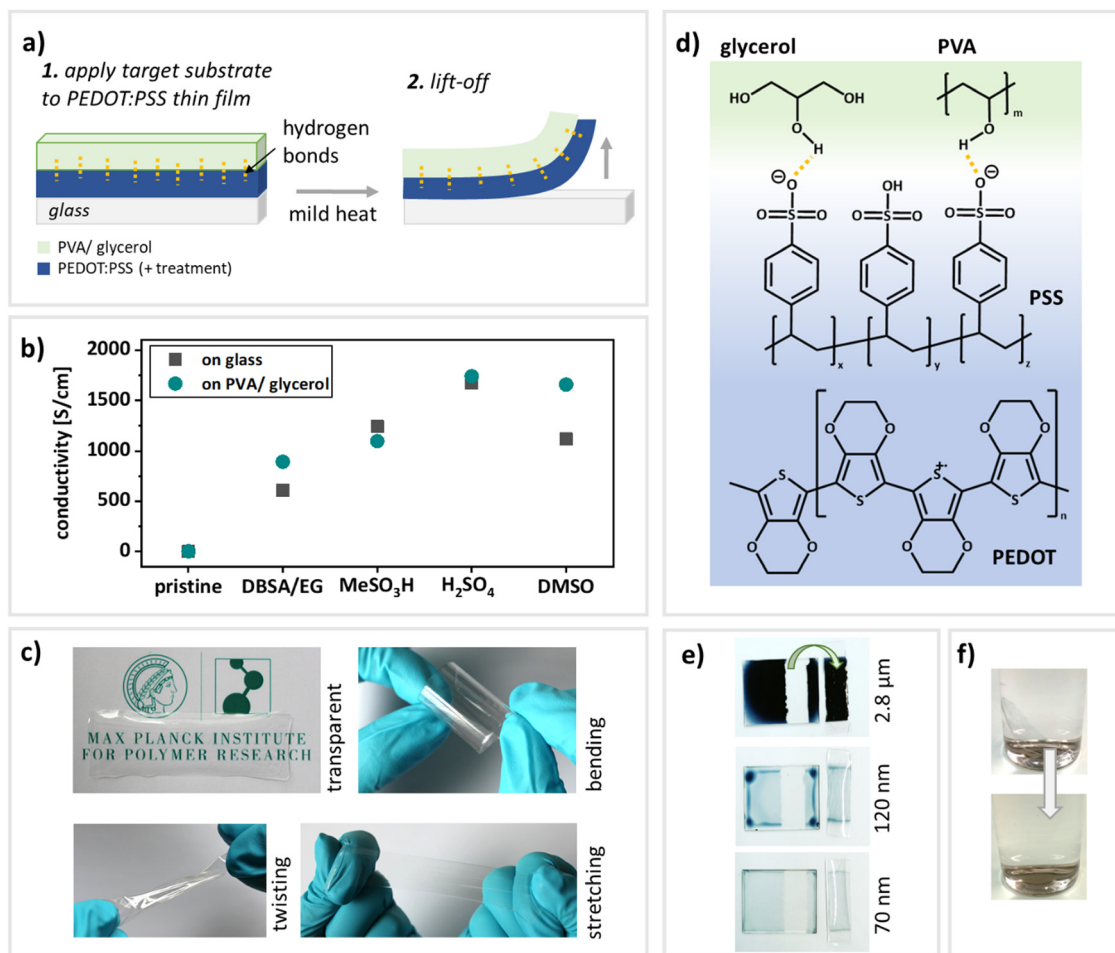 a)
1. apply target substrate
to PEDOT:PSS thin film
2. lift-off
hydrogen
bonds
glass
mild heat
PVA/ glycerol
PEDOT:PSS (+ treatment)
b)
conductivity [S/cm]
2000
1500
1000
500
0
on glass
on PVA/ glycerol
pristine
DBSA/EG
MeSO₃H
H₂SO₄
DMSO
c)
MAX PLANCK INSTITUTE
FOR POLYMER RESEARCH
transparent
bending
twisting
stretching
d)
glycerol
PVA
HO
OH
O
H
m
O
H
⊖
O
O
S
O
OH
O
S
O
⊖
O
O
S
O
PSS
x
y
z
O
O
S
O
O
S
O
O
S
+·
O
O
S
n
PEDOT
e)
2.8 μm
120 nm
70 nm
f)